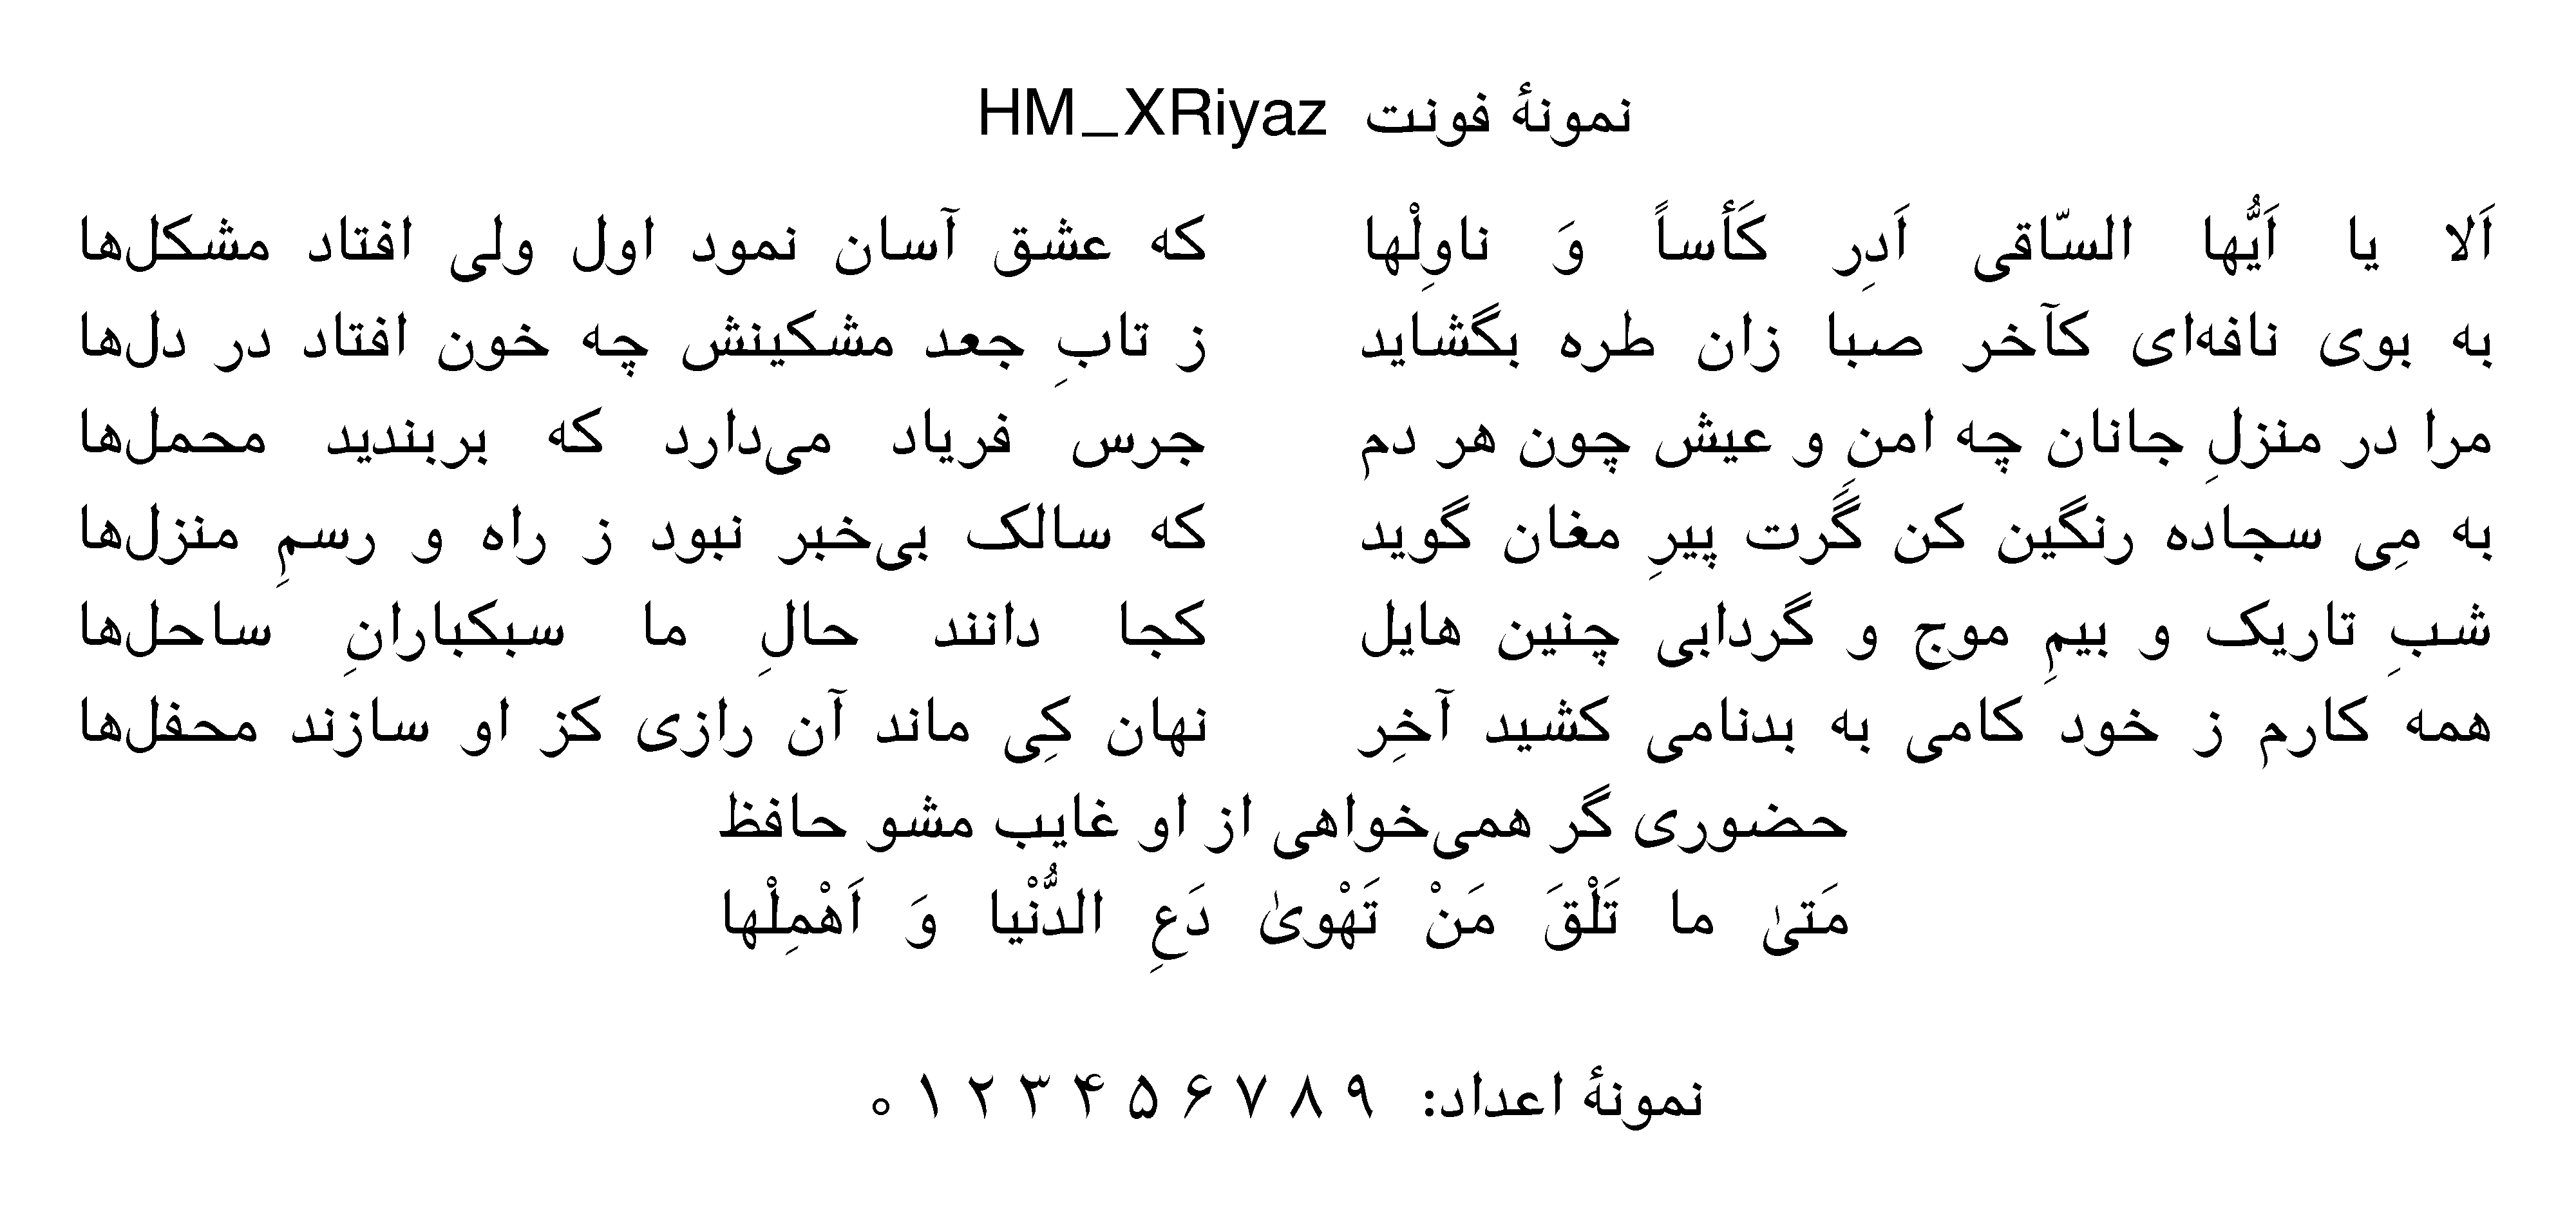 نمونهٔ فونت HM_XRiyaz
اَلا یا اَیُّها السّاقی اَدِر کَأساً وَ ناوِلْها که عشق آسان نمود اول ولی افتاد مشکل‌ها
به بوی نافه‌ای کآخر صبا زان طره بگشاید ز تابِ جعد مشکینش چه خون افتاد در دل‌ها
مرا در منزلِ جانان چه امنِ و عیش چون هر دم جرس فریاد می‌دارد که بربندید محمل‌ها
به مِی سجاده رنگین کن گَرت پیرِ مغان گوید که سالک بی‌خبر نبود ز راه و رسمِ منزل‌ها
شبِ تاریک و بیمِ موج و گردابی چنین هایل کجا دانند حالِ ما سبکبارانِ ساحل‌ها
همه کارم ز خود کامی به بدنامی کشید آخِر نهان کِی ماند آن رازی کز او سازند محفل‌ها
حضوری گر همی‌خواهی از او غایب مشو حافظ
مَتیٰ ما تَلْقَ مَنْ تَهْویٰ دَعِ الدُّنْیا وَ اَهْمِلْها
نمونهٔ اعداد: ۹ ۸ ۷ ۶ ۵ ۴ ۳ ۲ ۱ ۰